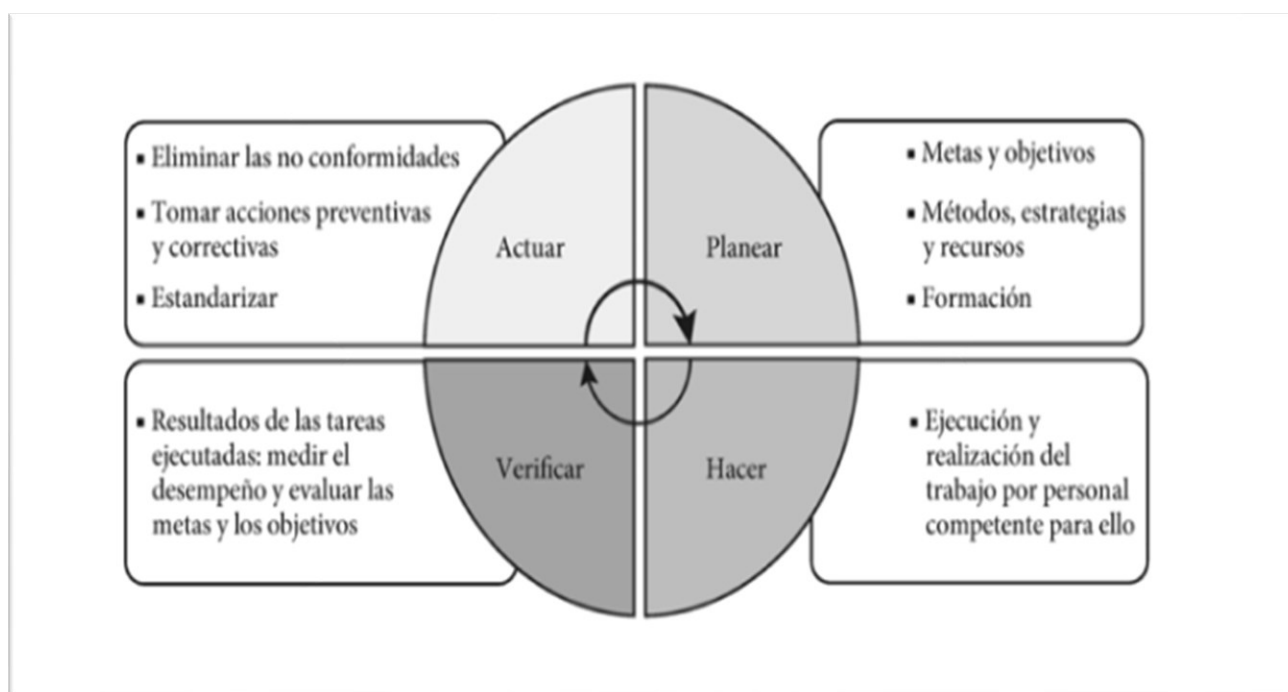 ▪ Eliminar las no conformidades
▪ Tomar acciones preventivas
y correctivas
▪ Estandarizar
Actuar
Planear
▪ Metas y objetivos
▪ Métodos, estrategias
y recursos
▪ Formación
▪ Resultados de las tareas
ejecutadas: medir el
desempeño y evaluar las
metas y los objetivos
Verificar
Hacer
▪ Ejecución y
realización del
trabajo por personal
competente para ello